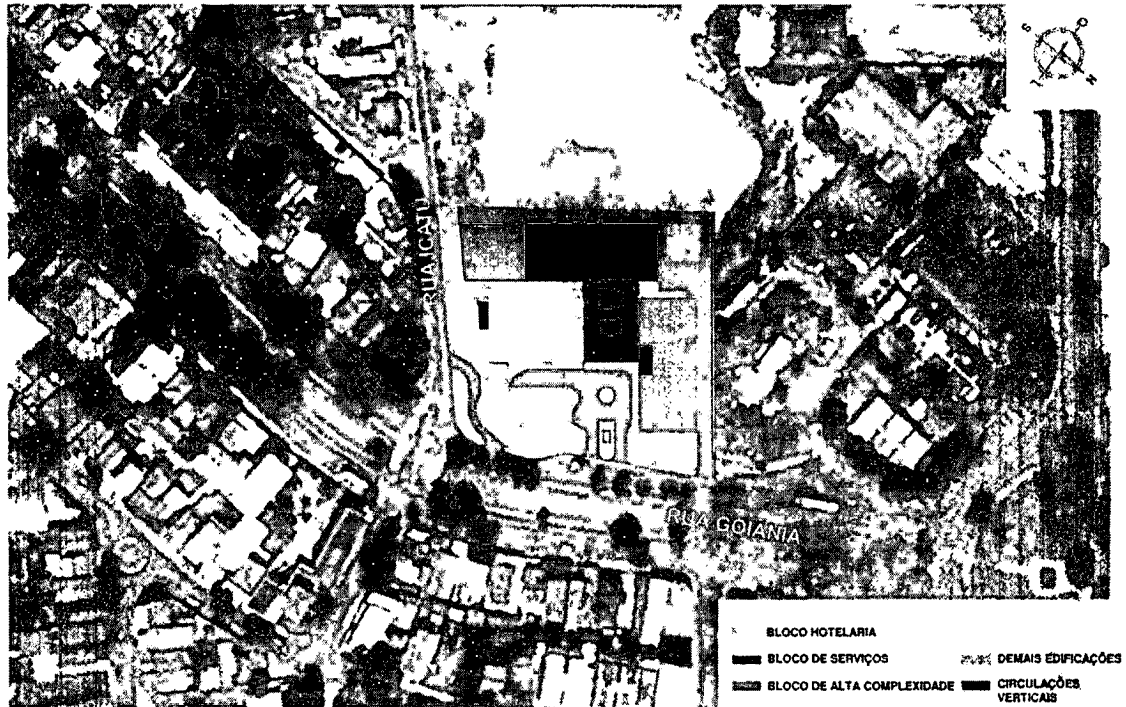 S O
L N
RUA ICATU
RUA GOIANIA
BLOCO HOTELARIA
BLOCO DE SERVIÇOS
DEMAIS EDIFICAÇÕES
BLOCO DE ALTA COMPLEXIDADE
CIRCULAÇÕES
VERTICAIS